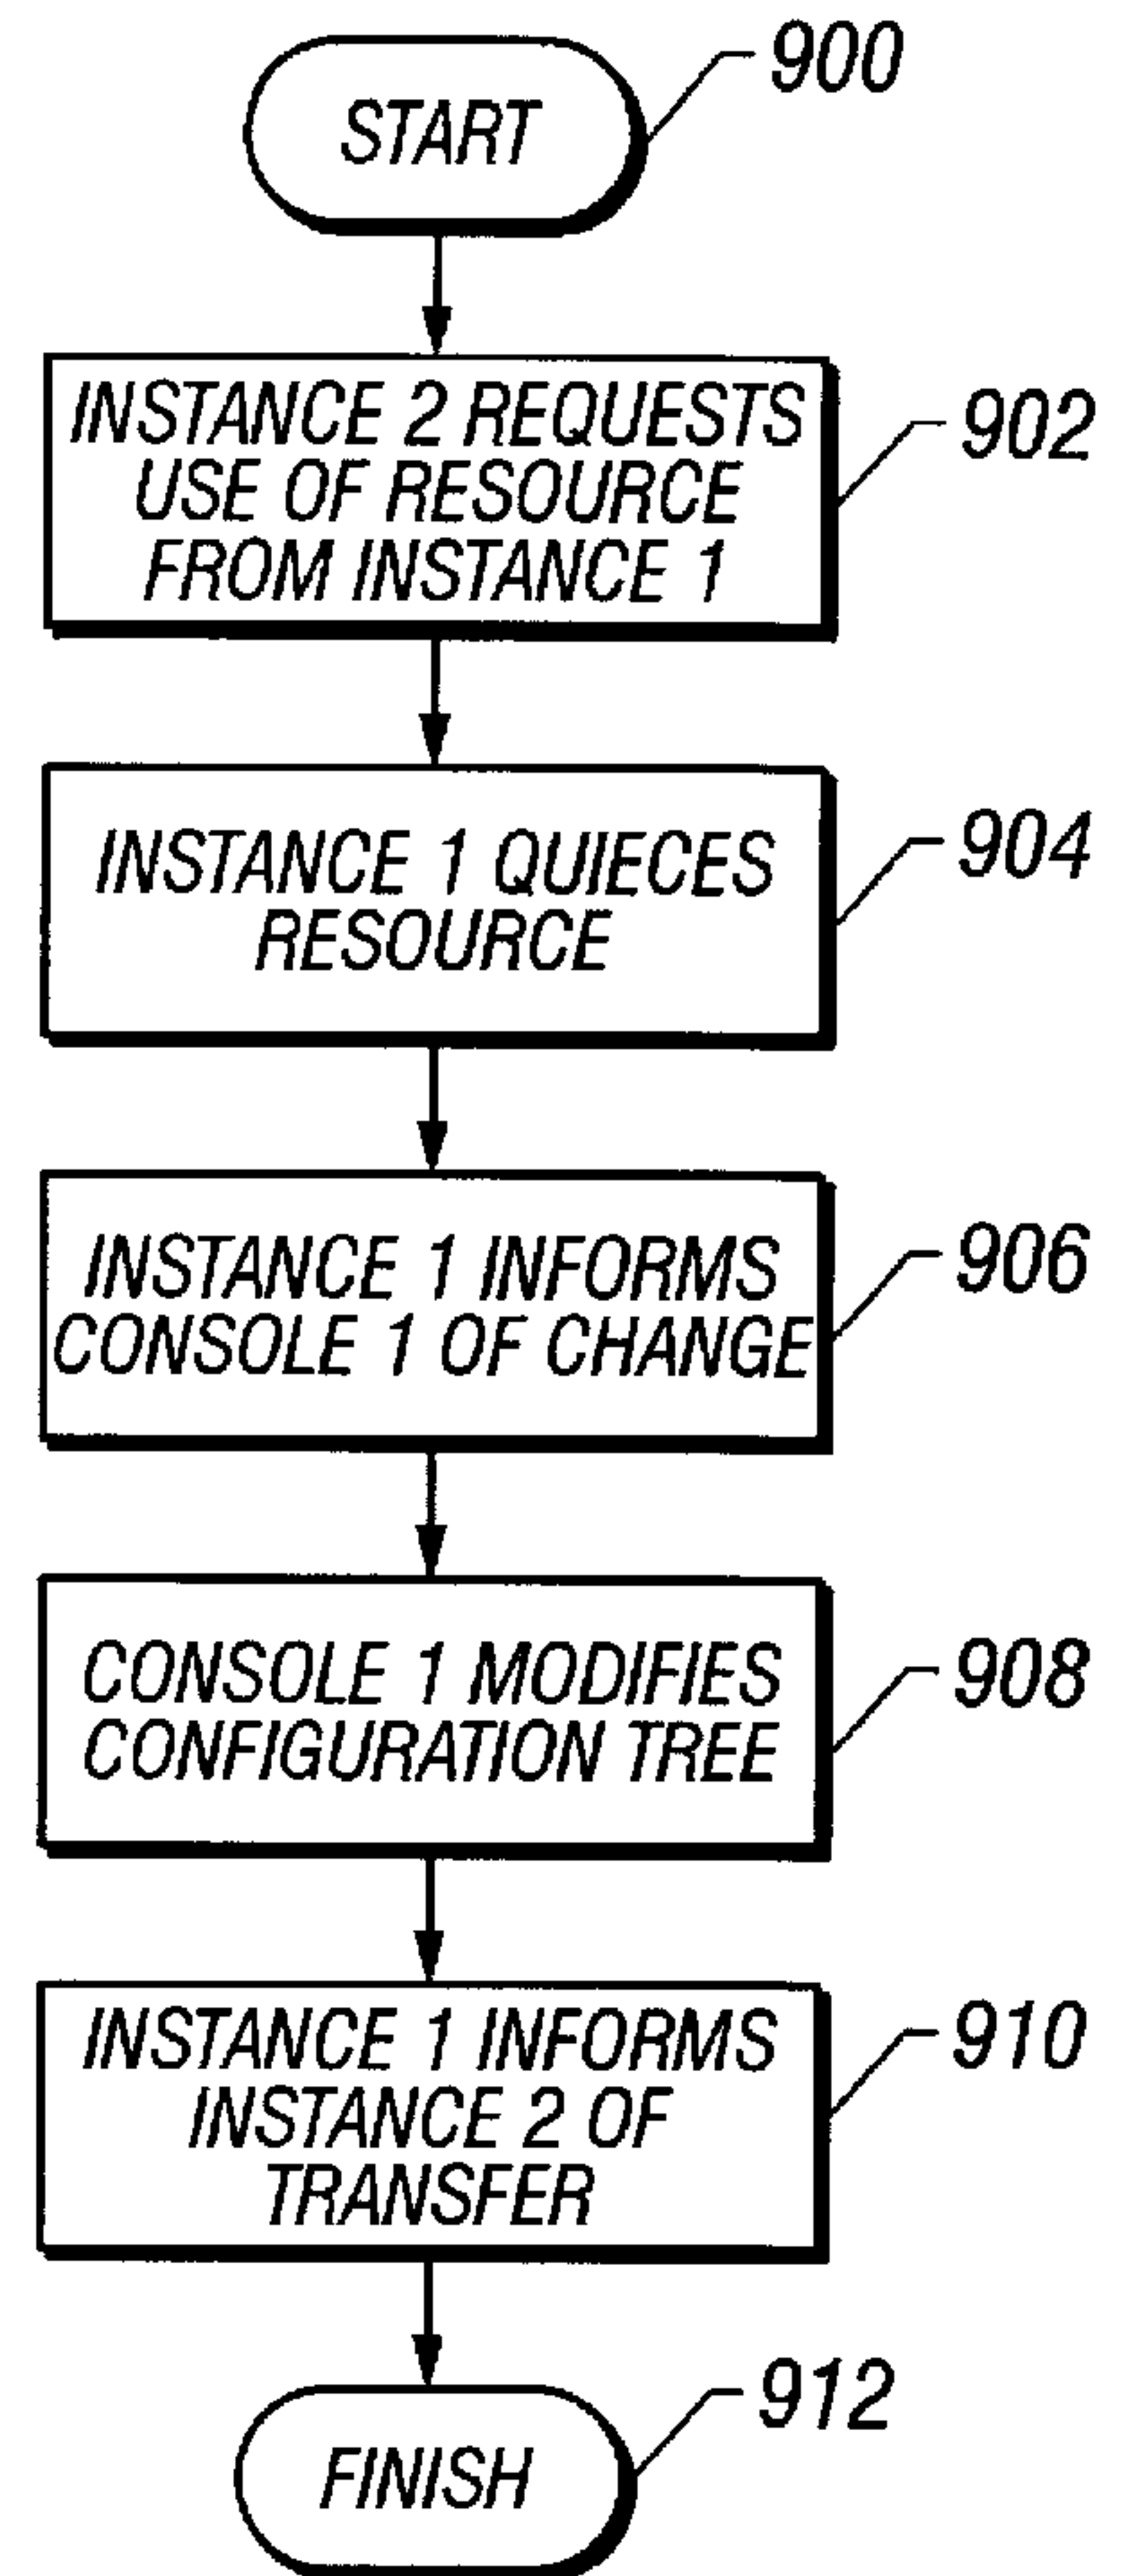 START
900
INSTANCE 2 REQUESTS
USE OF RESOURCE
FROM INSTANCE 1
902
INSTANCE 1 QUIECES
RESOURCE
904
INSTANCE 1 INFORMS
CONSOLE 1 OF CHANGE
906
CONSOLE 1 MODIFIES
CONFIGURATION TREE
908
INSTANCE 1 INFORMS
INSTANCE 2 OF
TRANSFER
910
FINISH
912